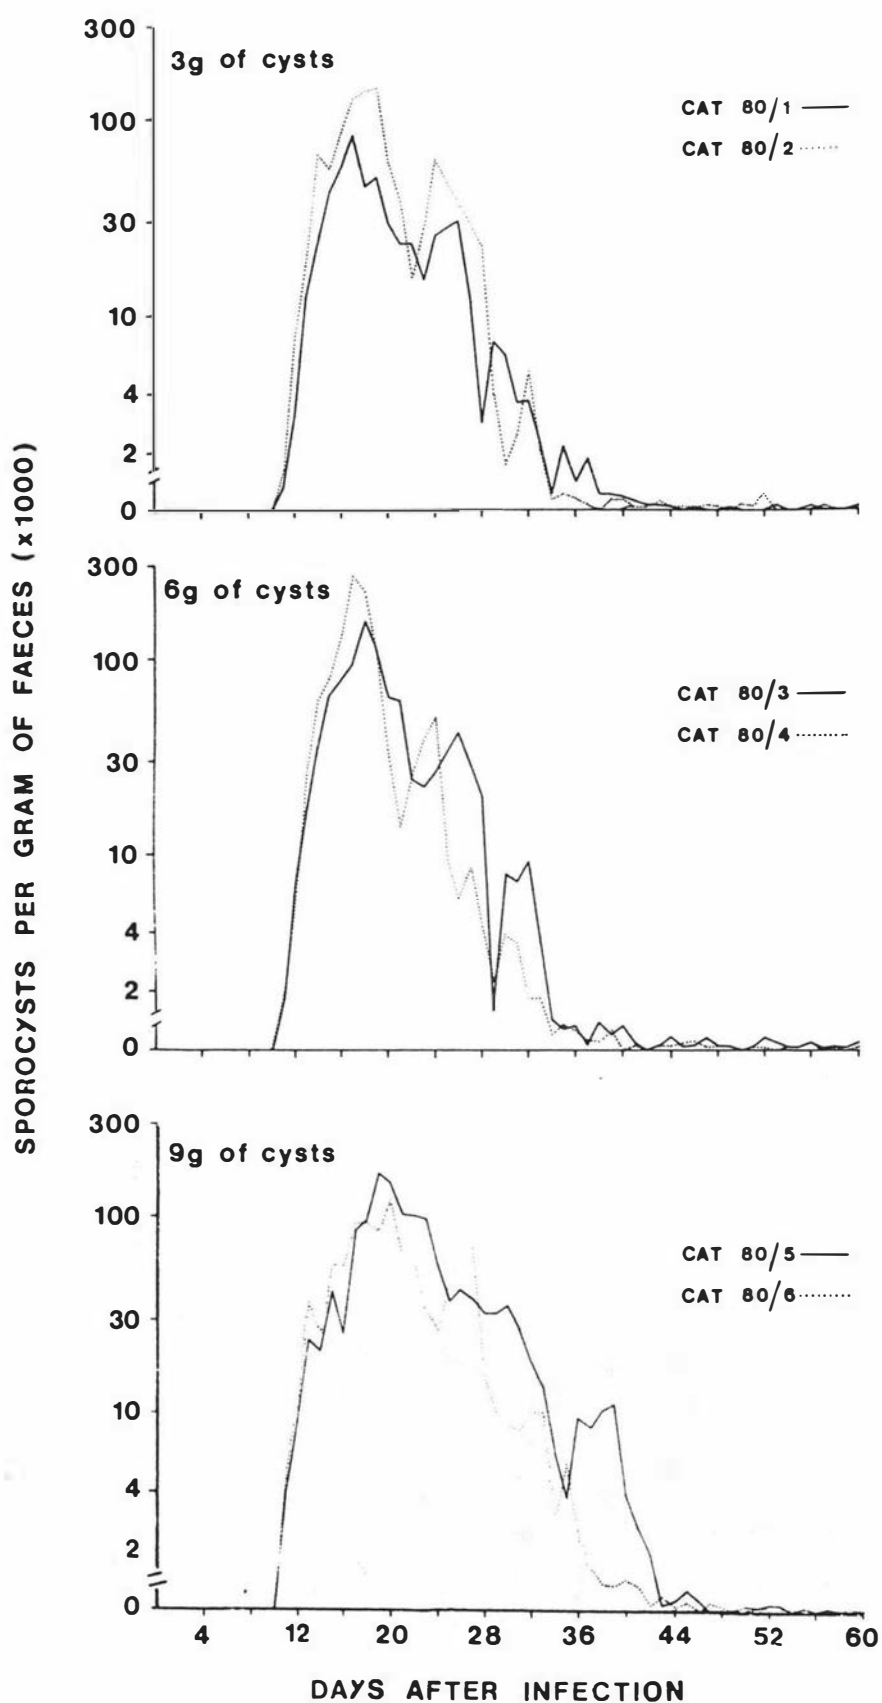 SPOROCYSTS PER GRAM OF FAECES (x1000)
3g of cysts
300
100
30
10
4
2
0
CAT 80/1
CAT 80/2
6g of cysts
300
100
30
10
4
2
0
CAT 80/3
CAT 80/4
9g of cysts
300
100
30
10
4
2
0
CAT 80/5
CAT 80/6
4 12 20 28 36 44 52 60
DAYS AFTER INFECTION